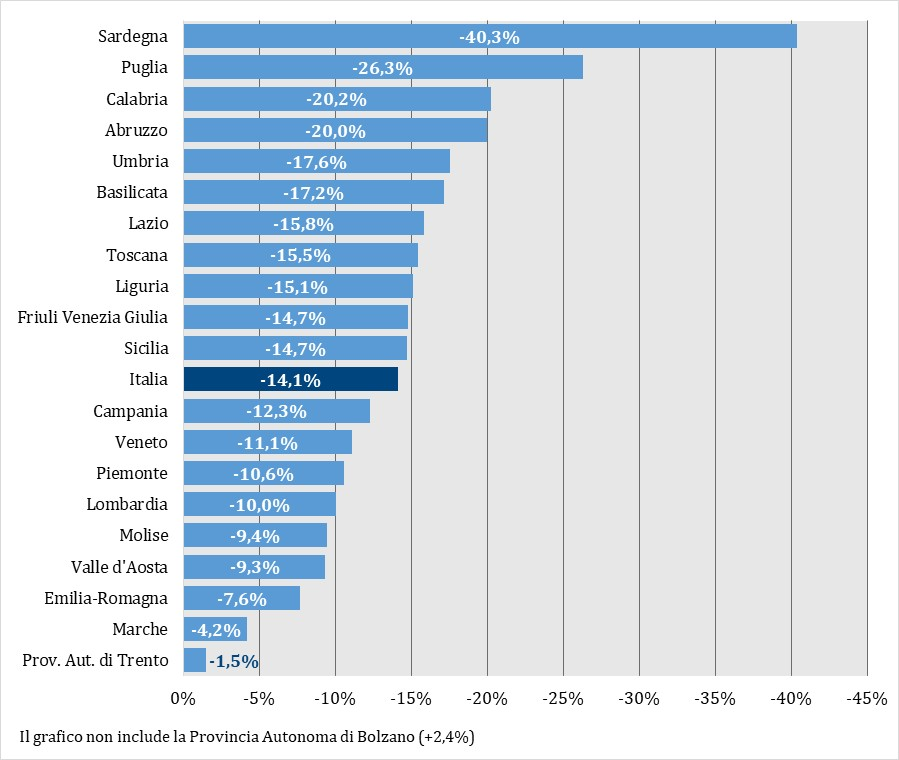 Sardegna -40,3%
Puglia -26,3%
Calabria -20,2%
Abruzzo -20,0%
Umbria -17,6%
Basilicata -17,2%
Lazio -15,8%
Toscana -15,5%
Liguria -15,1%
Friuli Venezia Giulia -14,7%
Sicilia -14,7%
Italia -14,1%
Campania -12,3%
Veneto -11,1%
Piemonte -10,6%
Lombardia -10,0%
Molise -9,4%
Valle d'Aosta -9,3%
Emilia-Romagna -7,6%
Marche -4,2%
Prov. Aut. di Trento -1,5%
0% -5% -10% -15% -20% -25% -30% -35% -40% -45%
Il grafico non include la Provincia Autonoma di Bolzano (+2,4%)